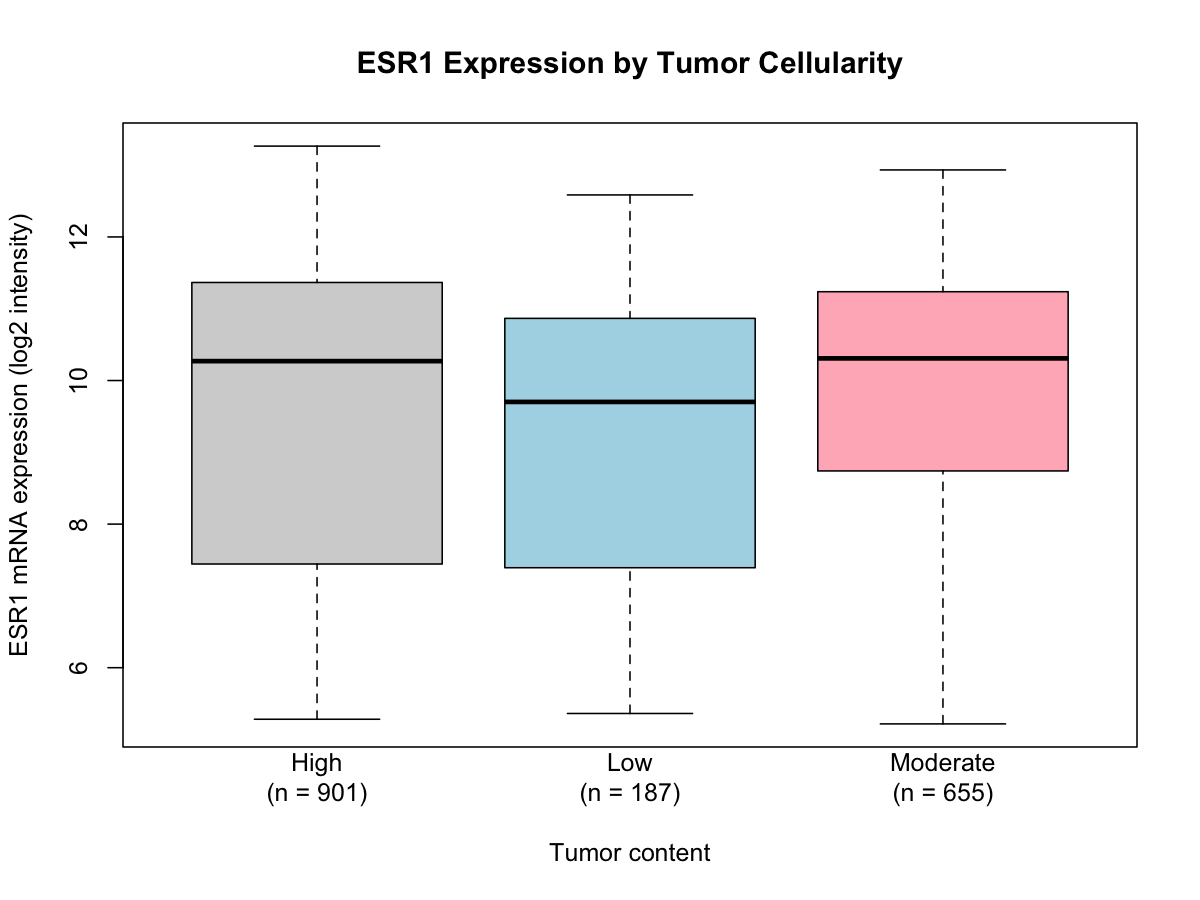 ESR1 Expression by Tumor Cellularity
ESR1 mRNA expression (log2 intensity)
12
10
8
6
High
(n = 901)
Low
(n = 187)
Moderate
(n = 655)
Tumor content